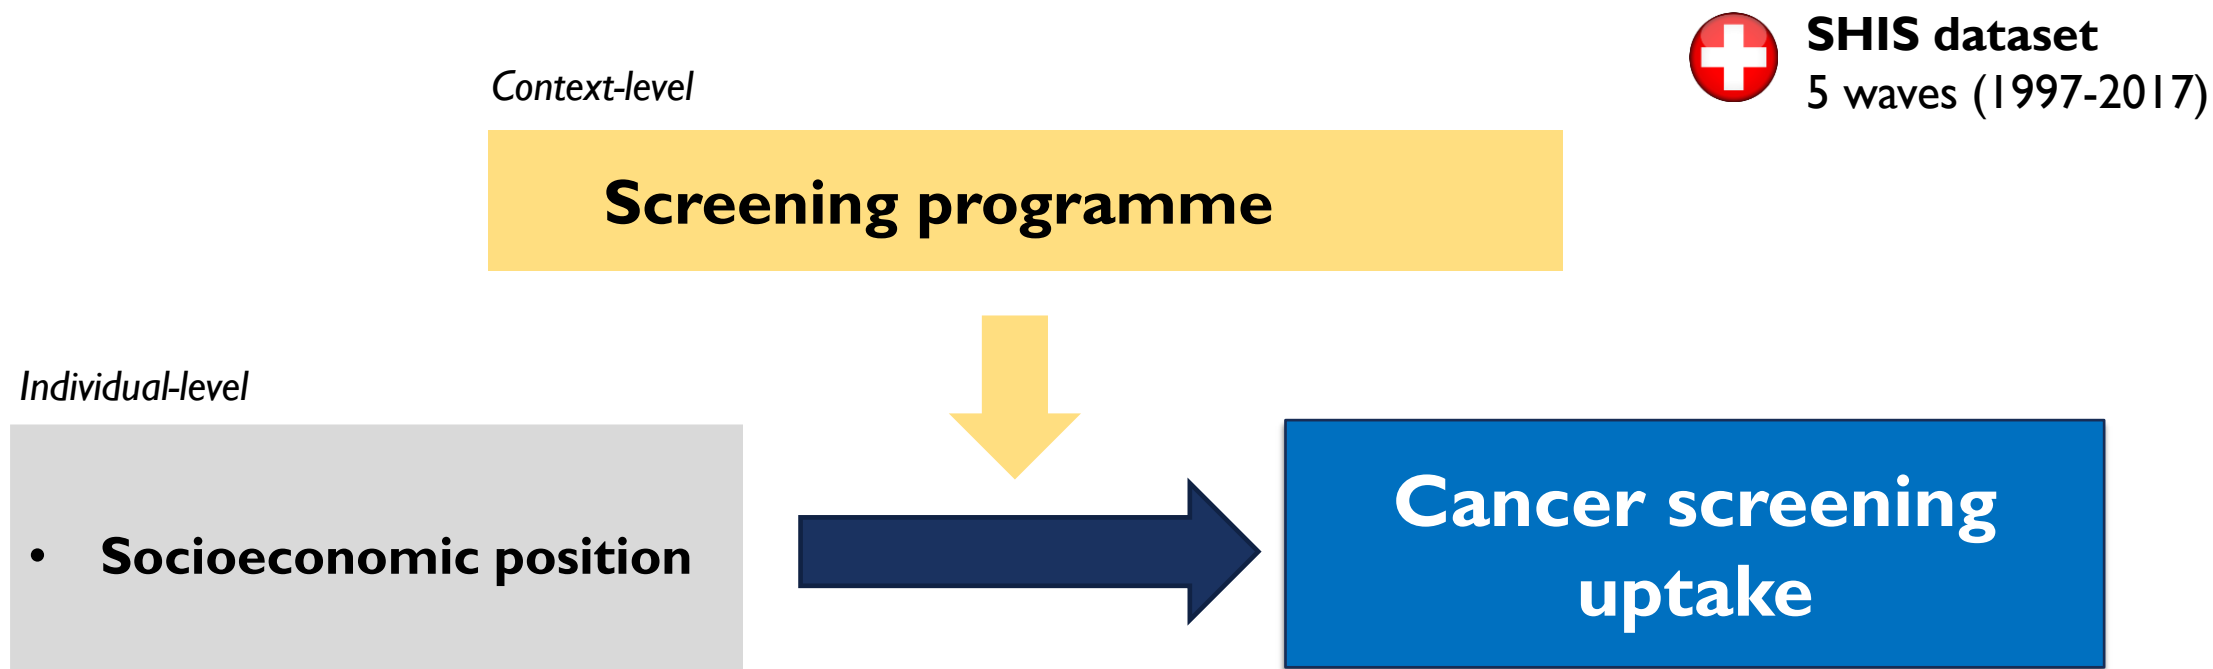 SHIS dataset
5 waves (1997-2017)
Context-level
Screening programme
Individual-level
• Socioeconomic position
Cancer screening
uptake